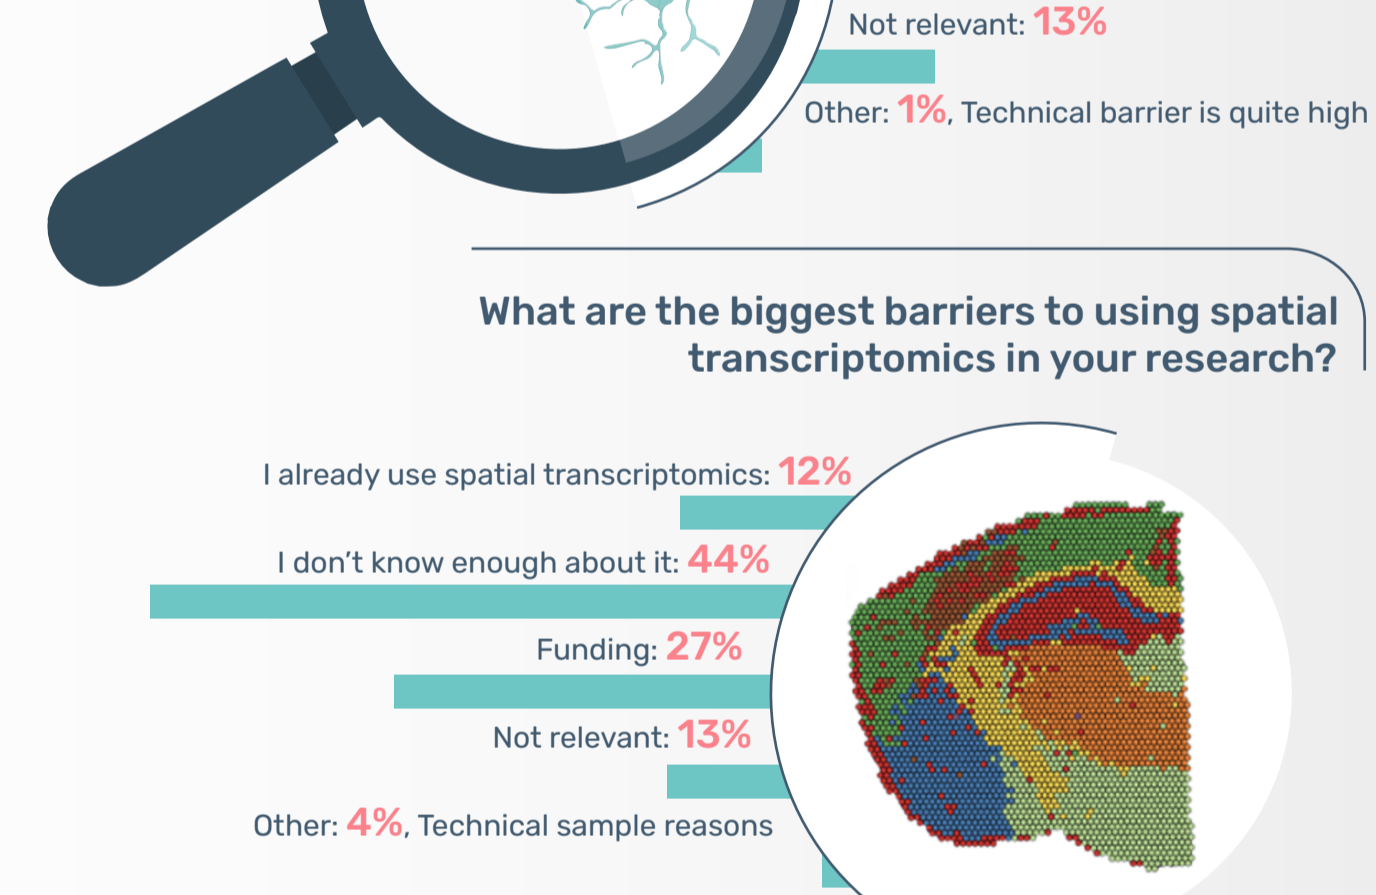 Not relevant: 13%
Other: 1%, Technical barrier is quite high
What are the biggest barriers to using spatial
transcriptomics in your research?
I already use spatial transcriptomics: 12%
I don't know enough about it: 44%
Funding: 27%
Not relevant: 13%
Other: 4%, Technical sample reasons